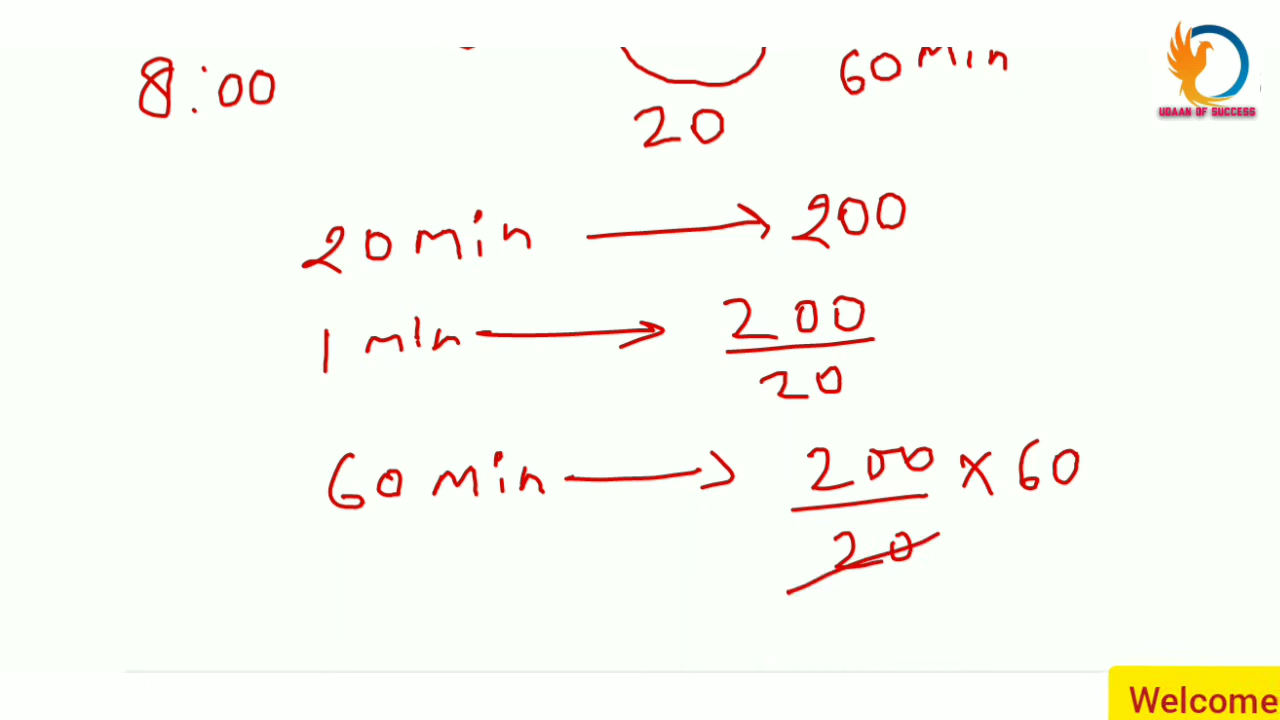 8:00
60 min
20
UDAAN OF SUCCESS
20 min → 200
1 min → 200/20
60 min → 200/20 × 60
Welcome